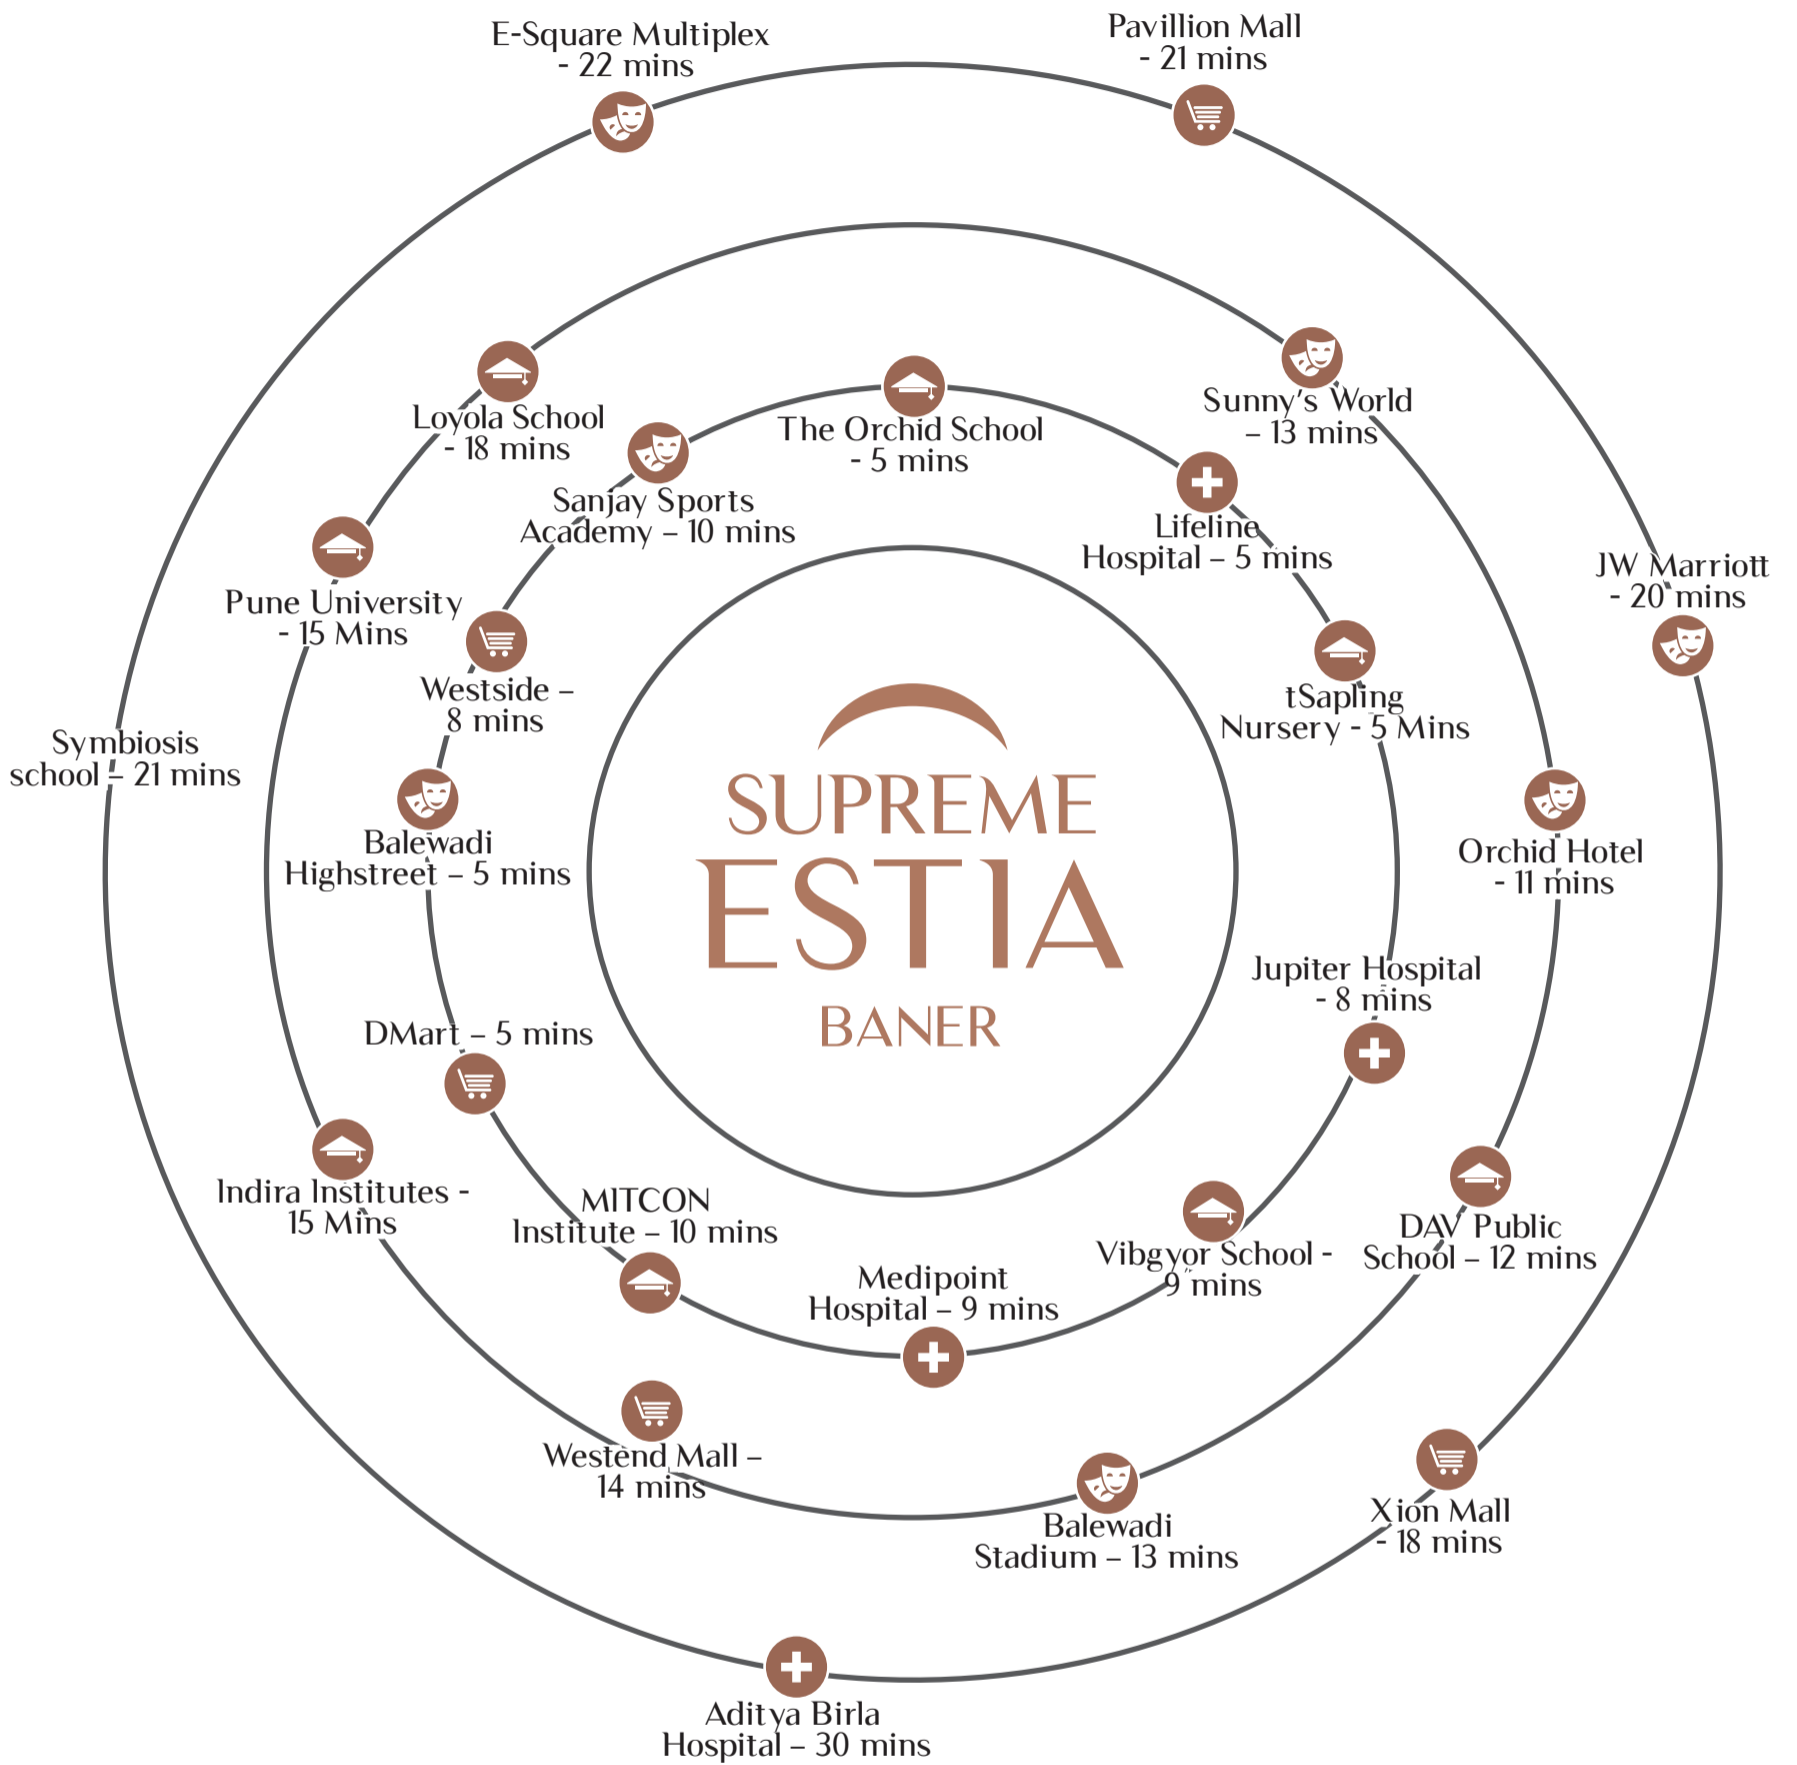 E-Square Multiplex
- 22 mins
Pavillion Mall
- 21 mins
Loyola School
- 18 mins
Sunny's World
– 13 mins
The Orchid School
- 5 mins
Sanjay Sports
Academy – 10 mins
Lifeline
Hospital – 5 mins
JW Marriott
- 20 mins
Pune University
- 15 Mins
Westside –
8 mins
tSapling
Nursery - 5 Mins
Symbiosis
school – 21 mins
Balewadi
Highstreet – 5 mins
SUPREME
ESTIA
BANER
Orchid Hotel
- 11 mins
Jupiter Hospital
- 8 mins
DMart – 5 mins
Indira Institutes -
15 Mins
MITCON
Institute – 10 mins
Medipoint
Hospital – 9 mins
Vibgyor School -
9 mins
DAV Public
School – 12 mins
Westend Mall –
14 mins
Balewadi
Stadium – 13 mins
Xion Mall
- 18 mins
Aditya Birla
Hospital – 30 mins